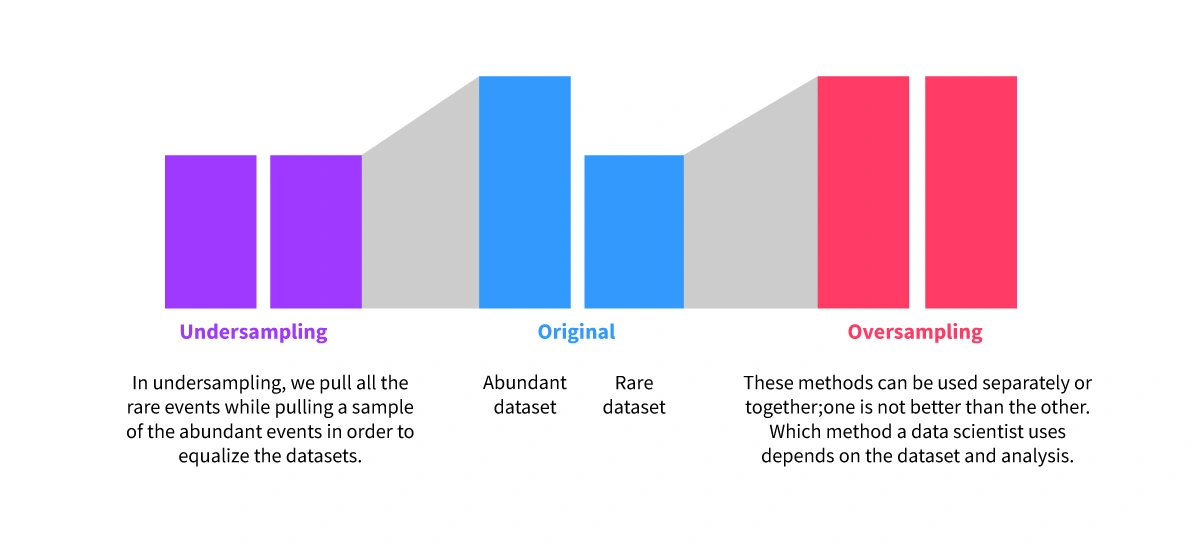 Undersampling
In undersampling, we pull all the
rare events while pulling a sample
of the abundant events in order to
equalize the datasets.
Original
Abundant
dataset
Rare
dataset
Oversampling
These methods can be used separately or
together;one is not better than the other.
Which method a data scientist uses
depends on the dataset and analysis.